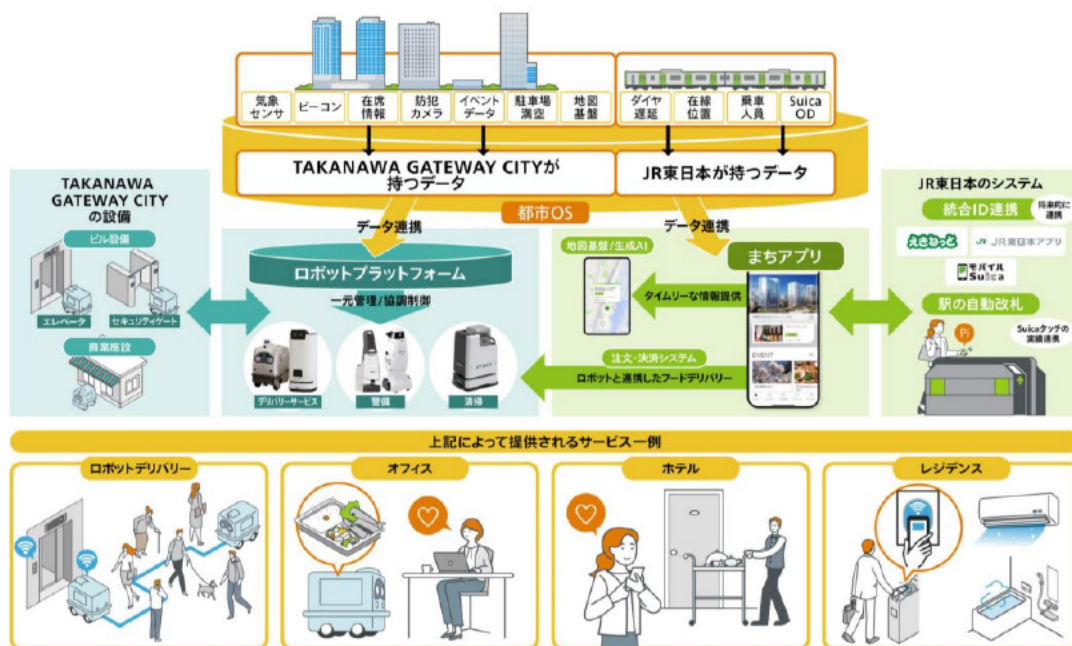 気象
センサ
ビーコン
在席
情報
防犯
カメラ
イベント
データ
駐車場
満空
地図
基盤
ダイヤ
遅延
在線
位置
乗車
人員
Suica
OD
TAKANAWA GATEWAY CITYが
持つデータ
JR東日本が持つデータ
都市OS
データ連携
データ連携
TAKANAWA
GATEWAY CITY
の設備
ビル設備
エレベータ
セキュリティゲート
商業施設
ロボットプラットフォーム
一元管理/協調制御
デリバリーサービス
警備
清掃
地図基盤/生成AI
まちアプリ
タイムリーな情報提供
注文・決済システム
ロボットと連携したフードデリバリー
EVENT
JR東日本のシステム
統合ID連携
将来的に
連携
えきねっと
JR JR東日本アプリ
モバイル
Suica
駅の自動改札
Pi
Suicaタッチの
実績連携
上記によって提供されるサービス一例
ロボットデリバリー
オフィス
ホテル
レジデンス